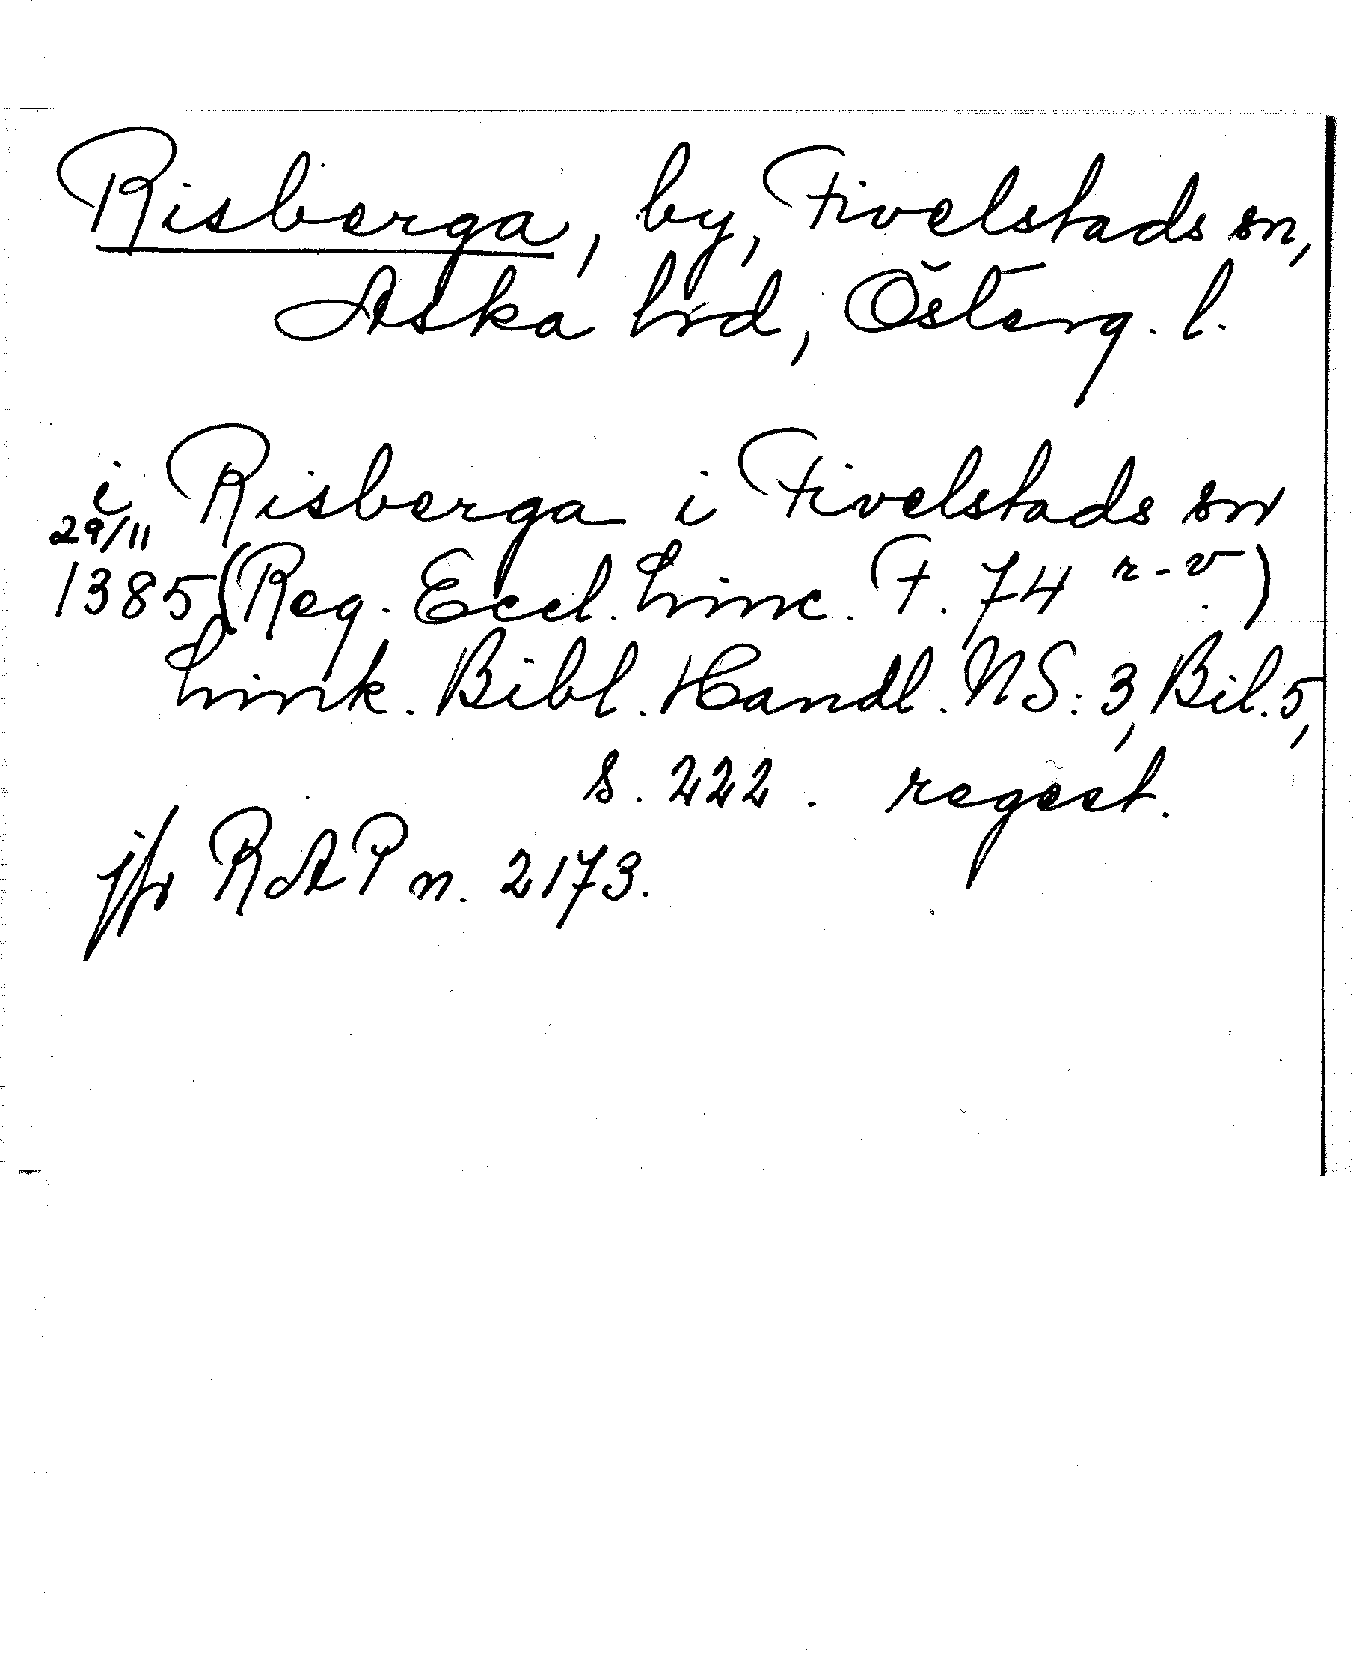 Risberga, by, Fivelstads sn,
Aska hrd, Österg. l.
i Risberga i Fivelstads sn
29/11
1385 (Reg. Eccl. Linc. F. 74 r-v)
Link. Bibl. Handl. NS: 3, Bil. 5,
s. 222. regest.
jfr RAP n. 2173.